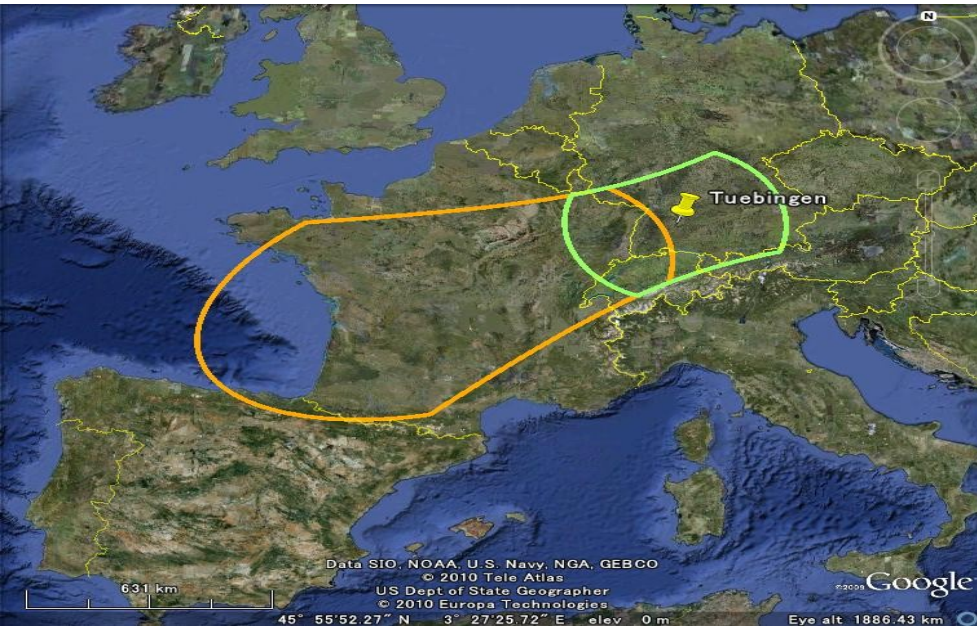 N
Tuebingen
Data SIO, NOAA, U.S. Navy, NGA, GEBCO
© 2010 Tele Atlas
US Dept of State Geographer
© 2010 Europa Technologies
©2009 Google
631 km
45° 55'52.27" N 3° 27'25.72" E elev 0 m
Eye alt 1886.43 km